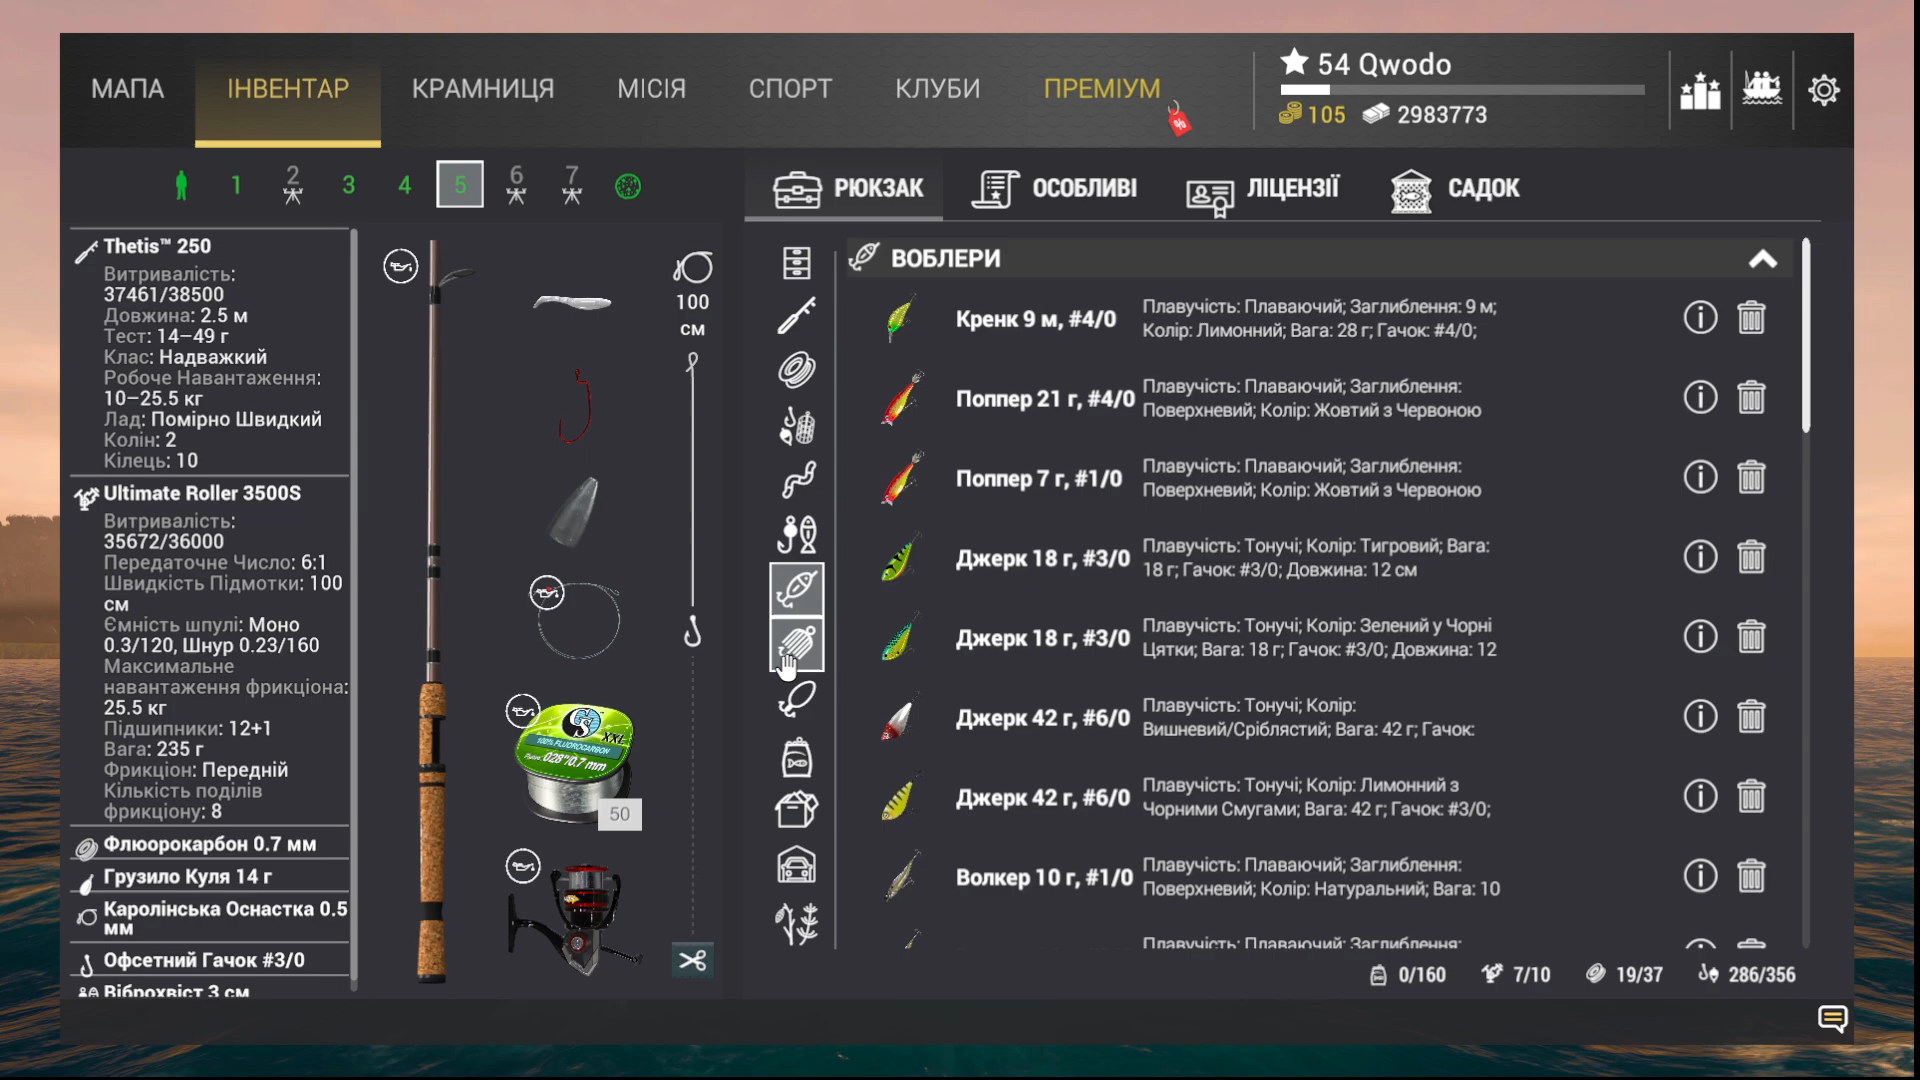 МАПА
ІНВЕНТАР
КРАМНИЦЯ
МІСІЯ
СПОРТ
КЛУБИ
ПРЕМІУМ
%
54 Qwodo
105
2983773
1
2
3
4
5
6
7
РЮКЗАК
ОСОБЛИВІ
ЛІЦЕНЗІЇ
САДОК
Thetis™ 250
Витривалість:
37461/38500
Довжина: 2.5 м
Тест: 14–49 г
Клас: Надважкий
Робоче Навантаження:
10–25.5 кг
Лад: Помірно Швидкий
Колін: 2
Кілець: 10
Ultimate Roller 3500S
Витривалість:
35672/36000
Передаточне Число: 6:1
Швидкість Підмотки: 100
см
Ємність шпулі: Моно
0.3/120, Шнур 0.23/160
Максимальне
навантаження фрикціона:
25.5 кг
Підшипники: 12+1
Вага: 235 г
Фрикціон: Передній
Кількість поділів
фрикціону: 8
Флюорокарбон 0.7 мм
Грузило Куля 14 г
Каролінська Оснастка 0.5
мм
Офсетний Гачок #3/0
Віброхвіст 3 см
100
см
XXL
100% FLUOROCARBON
.028"/0.7 mm
50
ВОБЛЕРИ
Кренк 9 м, #4/0
Плавучість: Плаваючий; Заглиблення: 9 м;
Колір: Лимонний; Вага: 28 г; Гачок: #4/0;
Поппер 21 г, #4/0
Плавучість: Плаваючий; Заглиблення:
Поверхневий; Колір: Жовтий з Червоною
Поппер 7 г, #1/0
Плавучість: Плаваючий; Заглиблення:
Поверхневий; Колір: Жовтий з Червоною
Джерк 18 г, #3/0
Плавучість: Тонучі; Колір: Тигровий; Вага:
18 г; Гачок: #3/0; Довжина: 12 см
Джерк 18 г, #3/0
Плавучість: Тонучі; Колір: Зелений у Чорні
Цятки; Вага: 18 г; Гачок: #3/0; Довжина: 12
Джерк 42 г, #6/0
Плавучість: Тонучі; Колір:
Вишневий/Сріблястий; Вага: 42 г; Гачок:
Джерк 42 г, #6/0
Плавучість: Тонучі; Колір: Лимонний з
Чорними Смугами; Вага: 42 г; Гачок: #3/0;
Волкер 10 г, #1/0
Плавучість: Плаваючий; Заглиблення:
Поверхневий; Колір: Натуральний; Вага: 10
Плавучість: Плаваючий; Заглиблення:
0/160
7/10
19/37
286/356